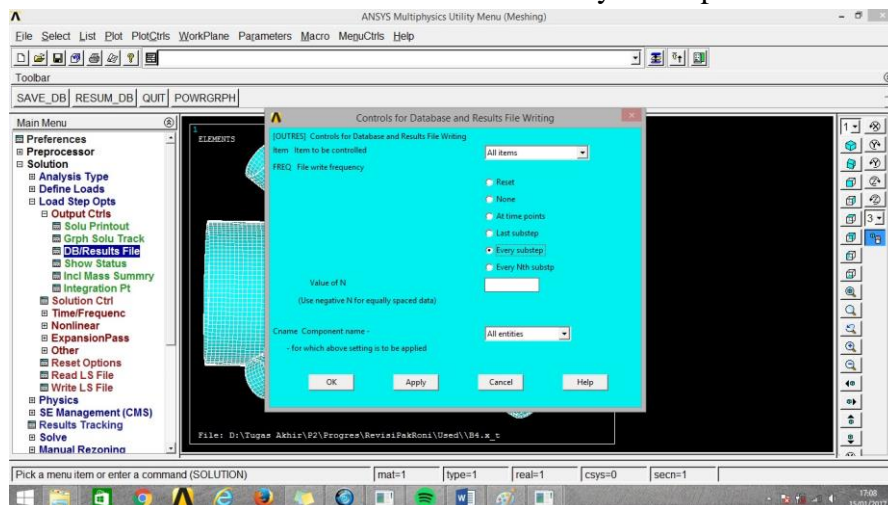 ANSYS Multiphysics Utility Menu (Meshing)
File Select List Plot PlotCtrls WorkPlane Parameters Macro MenuCtrls Help
Toolbar
SAVE_DB RESUM_DB QUIT POWRGRPH
Main Menu
Preferences
Preprocessor
Solution
Analysis Type
Define Loads
Load Step Opts
Output Ctrls
Solu Printout
Grph Solu Track
DB/Results File
Show Status
Incl Mass Summry
Integration Pt
Solution Ctrl
Time/Frequenc
Nonlinear
ExpansionPass
Other
Reset Options
Read LS File
Write LS File
Physics
SE Management (CMS)
Results Tracking
Solve
Manual Rezoning
1
ELEMENTS
Controls for Database and Results File Writing
[OUTRES] Controls for Database and Results File Writing
Item Item to be controlled All items
FREQ File write frequency
Reset
None
At time points
Last substep
Every substep
Every Nth substp
Value of N
(Use negative N for equally spaced data)
Cname Component name - All entities
- for which above setting is to be applied
OK Apply Cancel Help
File: D:\Tugas Akhir\P2\Progres\RevisiPakRoni\Used\\B4.x_t
1
3
Pick a menu item or enter a command (SOLUTION) mat=1 type=1 real=1 csys=0 secn=1
17:08
15/01/2017